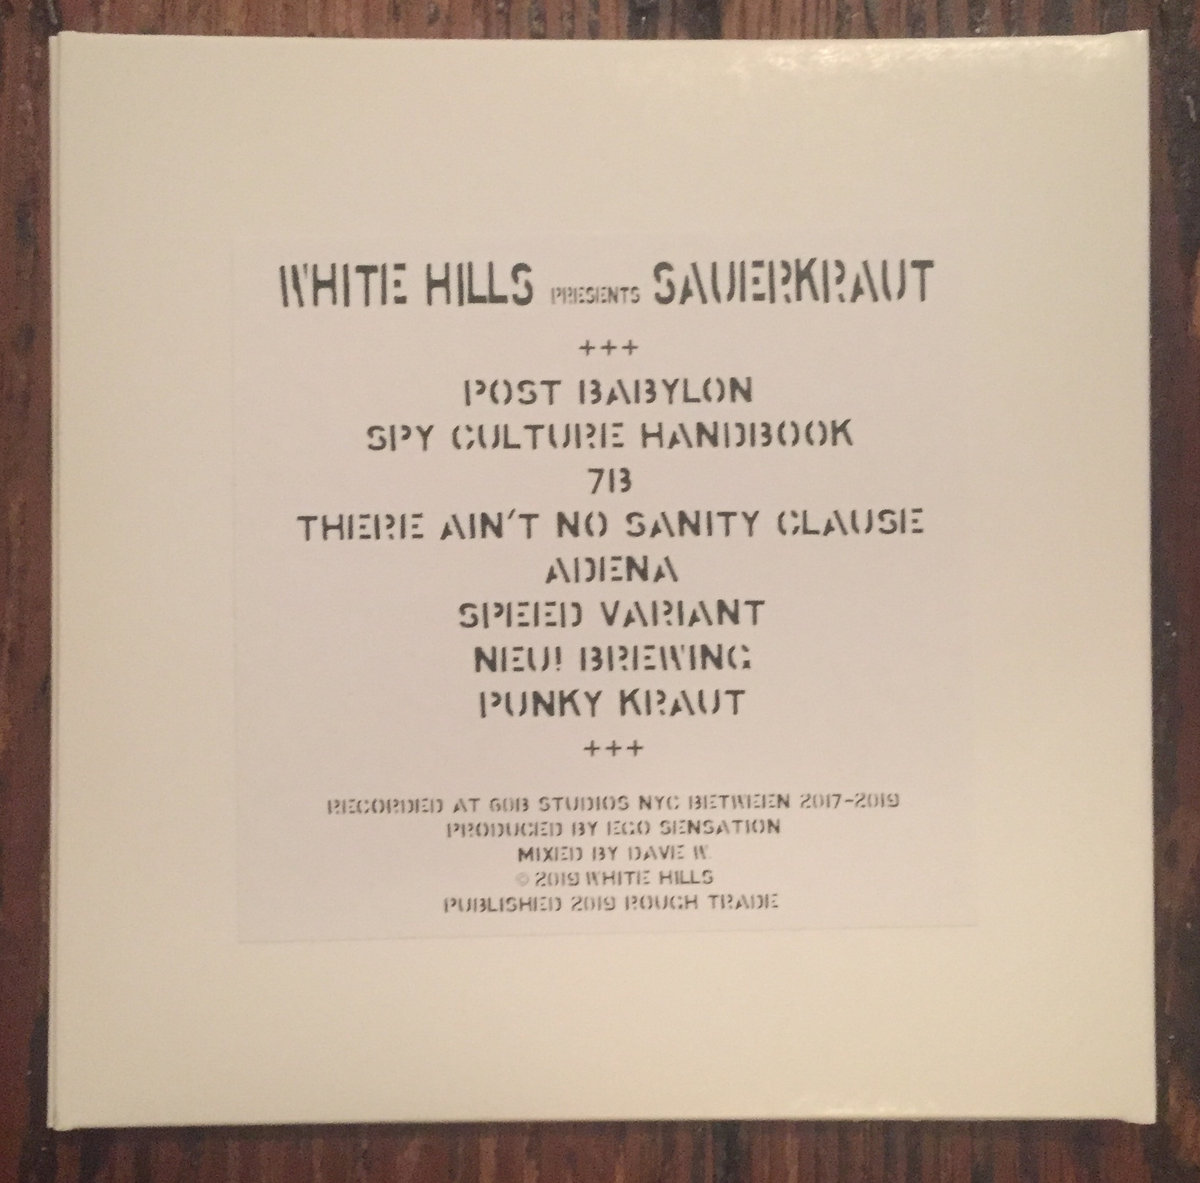 WHITE HILLS PRESENTS SAUERKRAUT
+++
POST BABYLON
SPY CULTURE HANDBOOK
7B
THERE AIN'T NO SANITY CLAUSE
ADENA
SPEED VARIANT
NEU! BREWING
PUNKY KRAUT
+++
RECORDED AT GOB STUDIOS NYC BETWEEN 2017-2019
PRODUCED BY EGO SENSATION
MIXED BY DAVE W.
© 2019 WHITE HILLS
PUBLISHED 2019 ROUGH TRADE